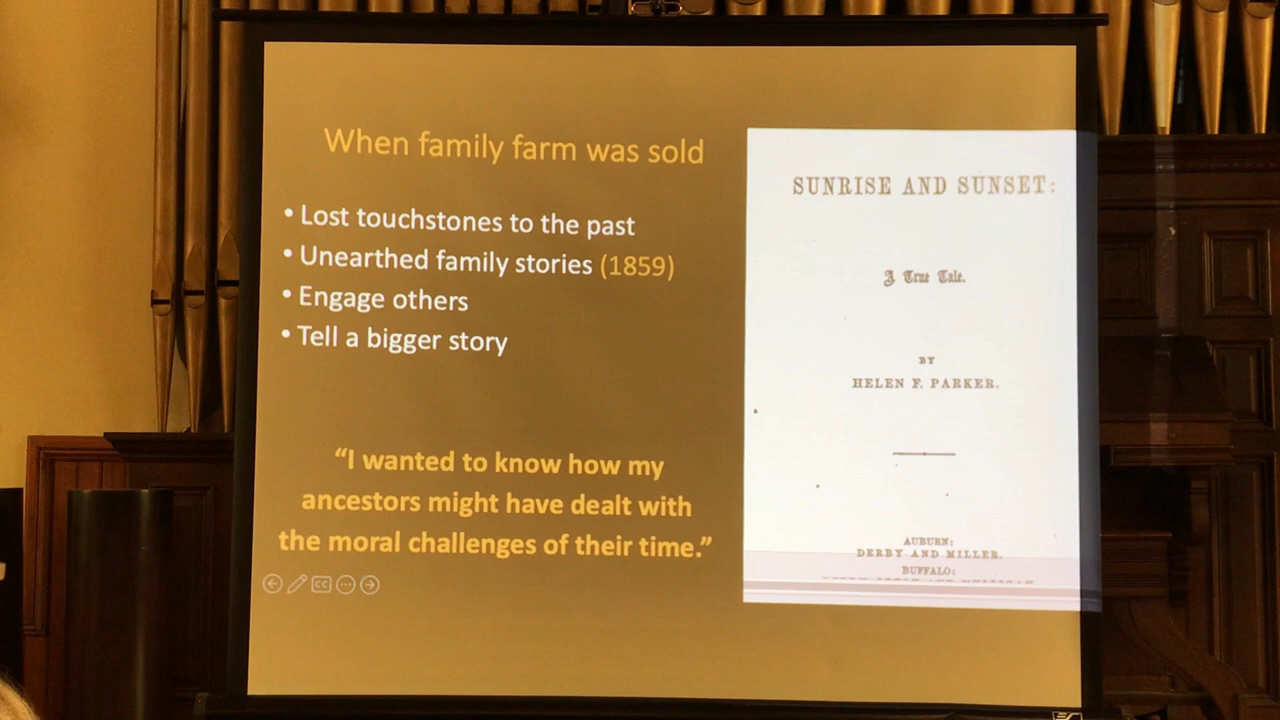 When family farm was sold
• Lost touchstones to the past
• Unearthed family stories (1859)
• Engage others
• Tell a bigger story
“I wanted to know how my
ancestors might have dealt with
the moral challenges of their time.”
CC
SUNRISE AND SUNSET:
A True Tale.
BY
HELEN F. PARKER.
AUBURN:
DERBY AND MILLER.
BUFFALO: